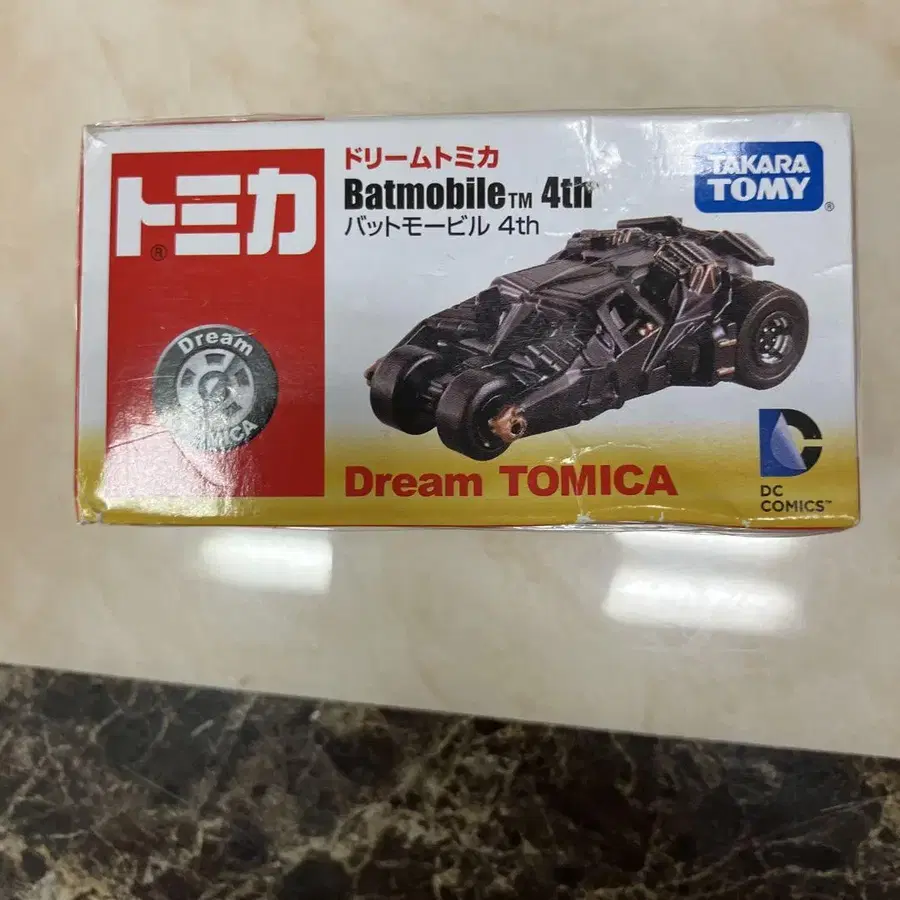 トミカ®
Dream
TOMICA
ドリームトミカ
Batmobile™ 4th
バットモービル 4th
TAKARA
TOMY®
Dream TOMICA
DC
COMICS™